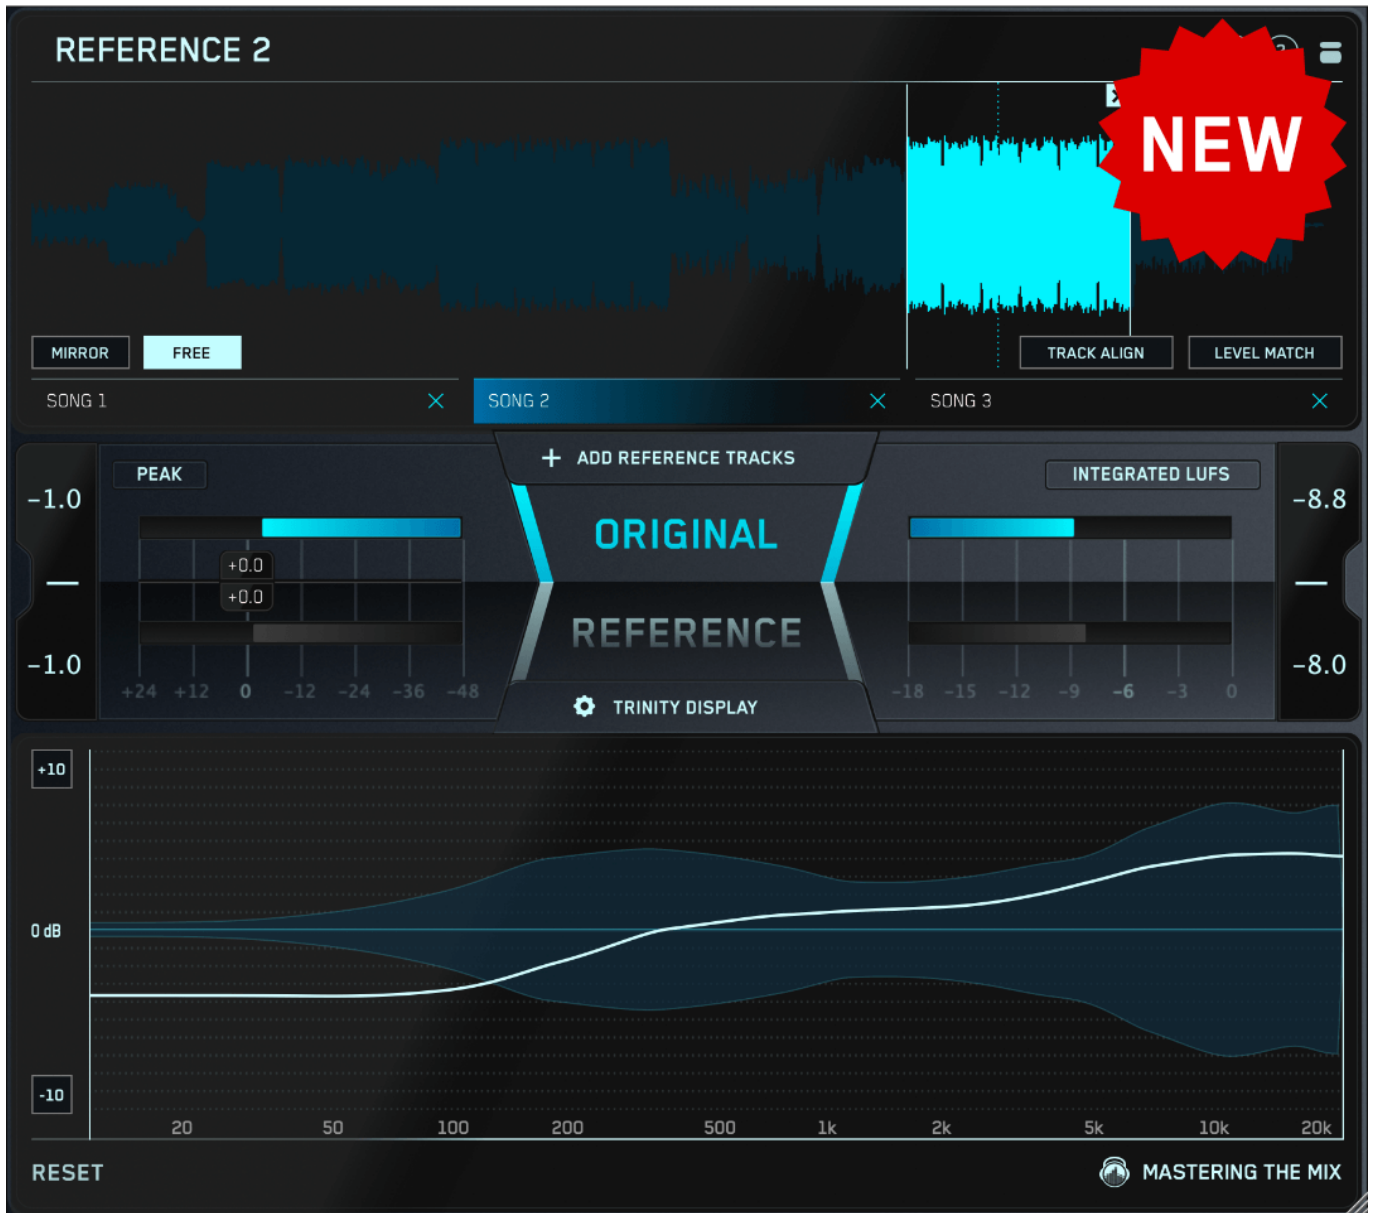 REFERENCE 2
NEW
MIRROR FREE TRACK ALIGN LEVEL MATCH
SONG 1 × SONG 2 × SONG 3 ×
+ ADD REFERENCE TRACKS
PEAK INTEGRATED LUFS
-1.0 -8.8
ORIGINAL
+0.0
+0.0
REFERENCE
-1.0 -8.0
+24 +12 0 -12 -24 -36 -48 -18 -15 -12 -9 -6 -3 0
TRINITY DISPLAY
+10
0 dB
-10
20 50 100 200 500 1k 2k 5k 10k 20k
RESET MASTERING THE MIX